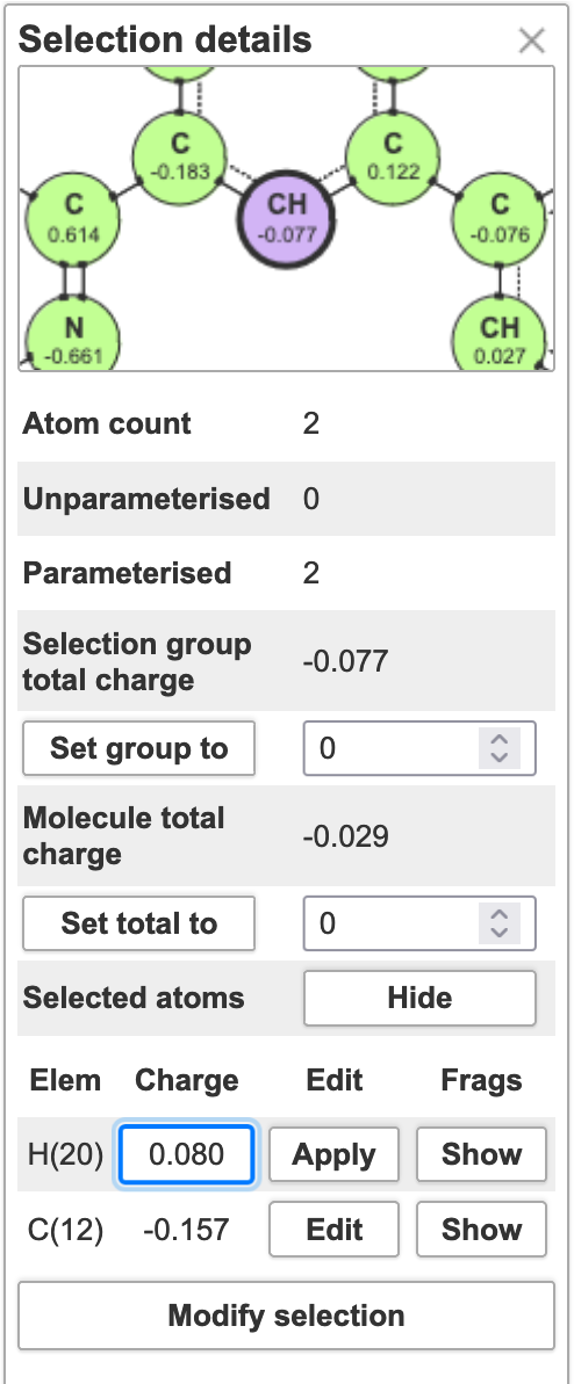 Selection details
C
-0.183
C
0.122
C
0.614
CH
-0.077
C
-0.076
N
-0.661
CH
0.027
Atom count 2
Unparameterised 0
Parameterised 2
Selection group
total charge
-0.077
Set group to 0
Molecule total
charge
-0.029
Set total to 0
Selected atoms Hide
Elem Charge Edit Frags
H(20) 0.080 Apply Show
C(12) -0.157 Edit Show
Modify selection